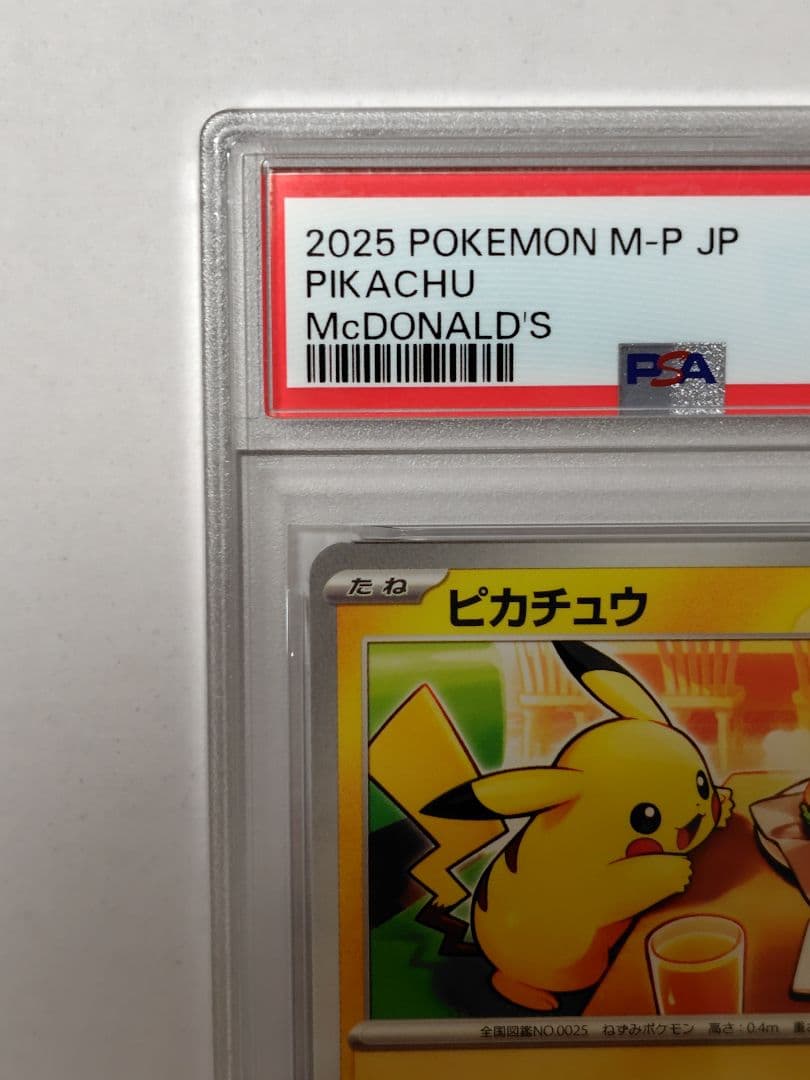 2025 POKEMON M-P JP
PIKACHU
McDONALD'S
PSA
たね
ピカチュウ
全国図鑑NO.0025 ねずみポケモン 高さ:0.4m 重